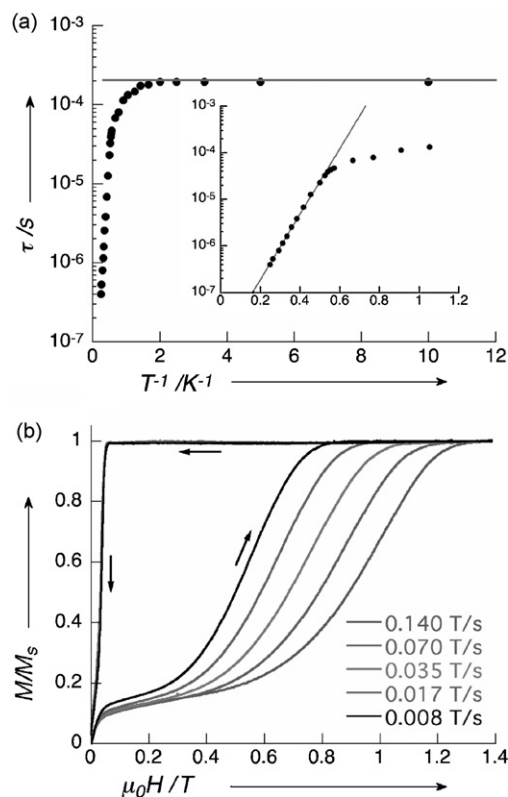 (a)
10⁻³
10⁻⁴
10⁻⁵
10⁻⁶
10⁻⁷
τ/s
0 2 4 6 8 10 12
T⁻¹/K⁻¹
10⁻³
10⁻⁴
10⁻⁵
10⁻⁶
10⁻⁷
0 0.2 0.4 0.6 0.8 1 1.2
(b)
1
0.8
0.6
0.4
0.2
0
M/Mₛ
0.140 T/s
0.070 T/s
0.035 T/s
0.017 T/s
0.008 T/s
0 0.2 0.4 0.6 0.8 1 1.2 1.4
μ₀H/T